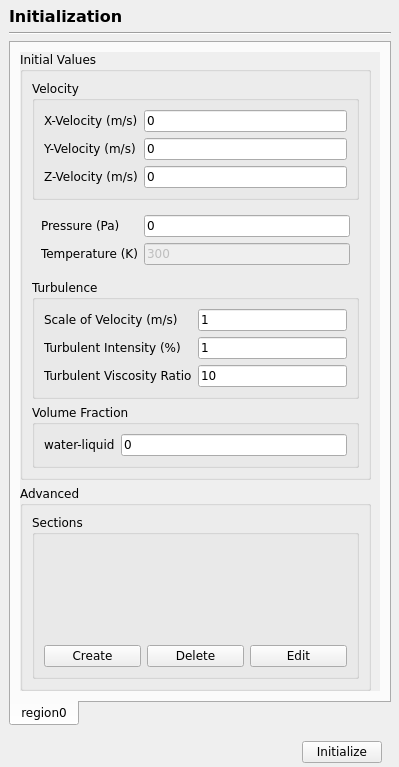 Initialization
Initial Values
Velocity
X-Velocity (m/s) 0
Y-Velocity (m/s) 0
Z-Velocity (m/s) 0
Pressure (Pa) 0
Temperature (K) 300
Turbulence
Scale of Velocity (m/s) 1
Turbulent Intensity (%) 1
Turbulent Viscosity Ratio 10
Volume Fraction
water-liquid 0
Advanced
Sections
Create Delete Edit
region0
Initialize